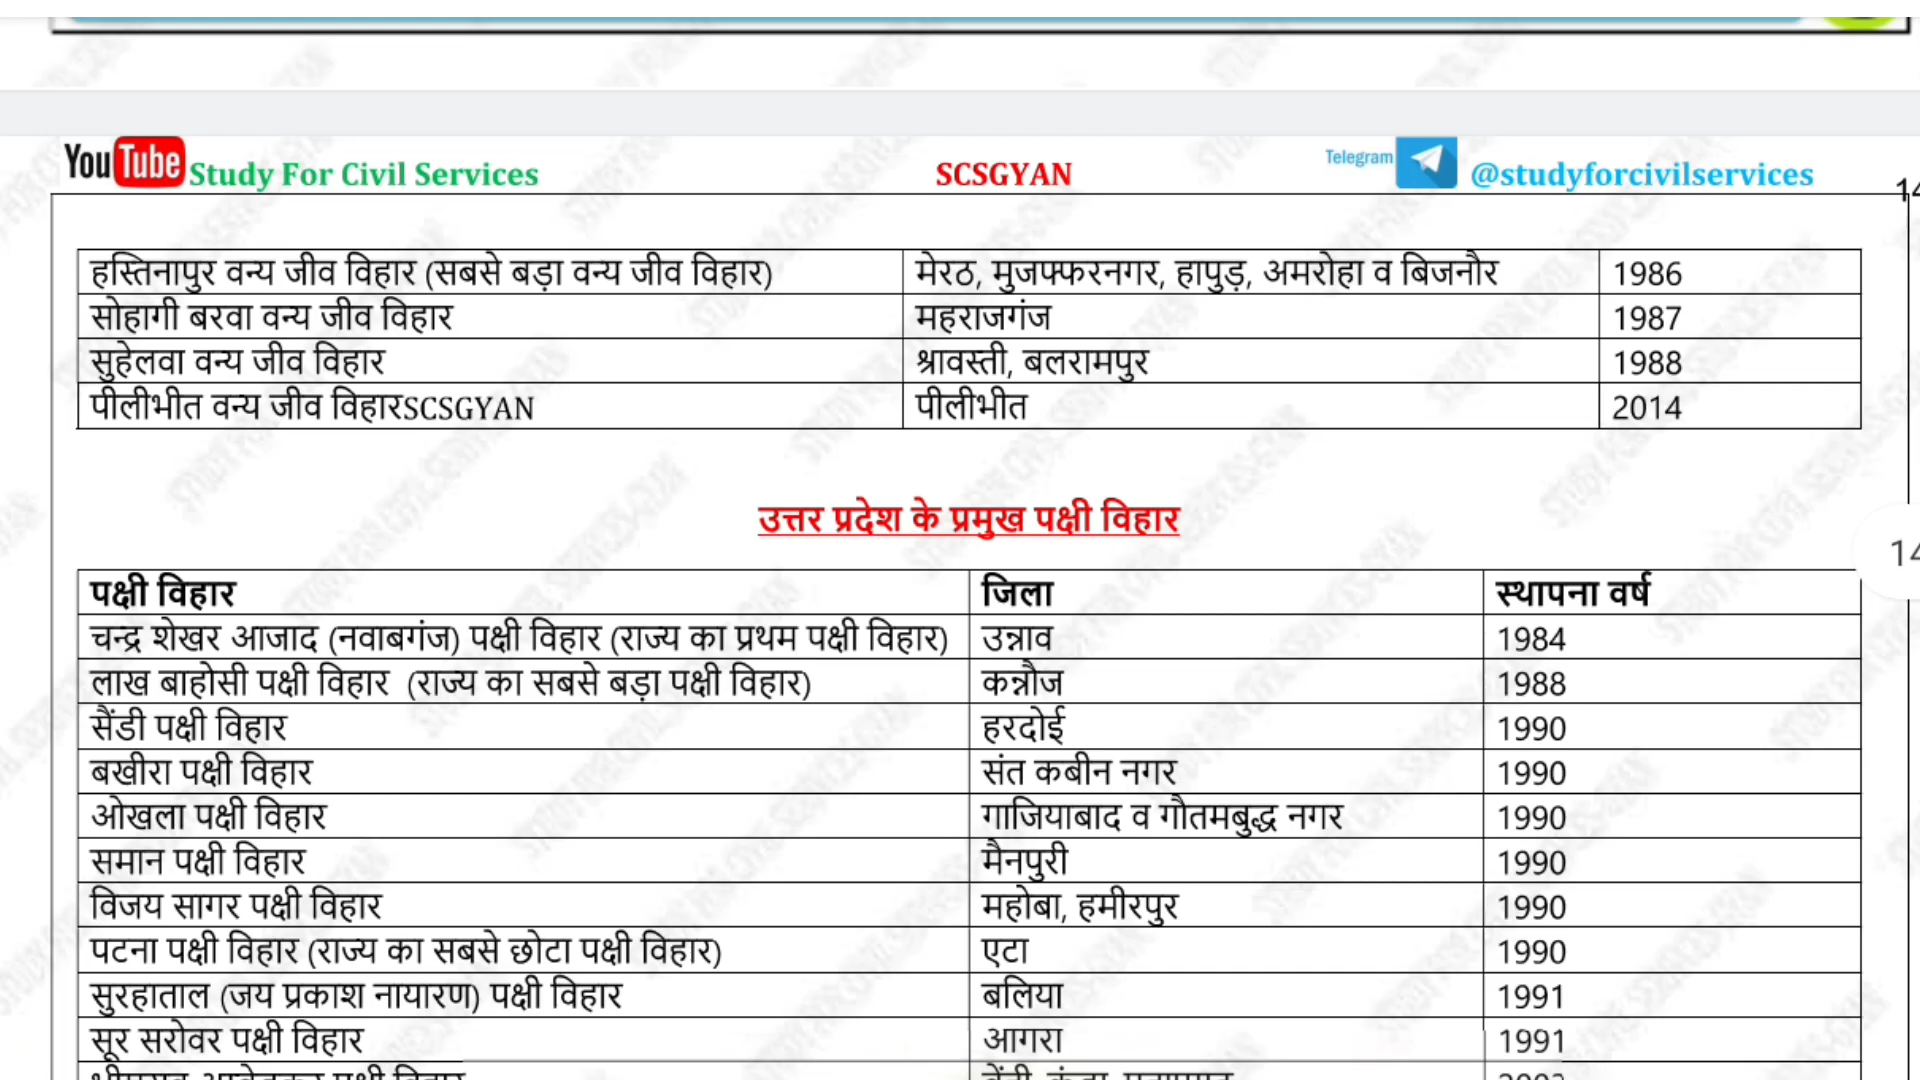 YouTube Study For Civil Services SCSGYAN Telegram @studyforcivilservices
हस्तिनापुर वन्य जीव विहार (सबसे बड़ा वन्य जीव विहार) मेरठ, मुजफ्फरनगर, हापुड़, अमरोहा व बिजनौर 1986
सोहागी बरवा वन्य जीव विहार महराजगंज 1987
सुहेलवा वन्य जीव विहार श्रावस्ती, बलरामपुर 1988
पीलीभीत वन्य जीव विहारSCSGYAN पीलीभीत 2014
उत्तर प्रदेश के प्रमुख पक्षी विहार
पक्षी विहार जिला स्थापना वर्ष
चन्द्र शेखर आजाद (नवाबगंज) पक्षी विहार (राज्य का प्रथम पक्षी विहार) उन्नाव 1984
लाख बाहोसी पक्षी विहार (राज्य का सबसे बड़ा पक्षी विहार) कन्नौज 1988
सैंडी पक्षी विहार हरदोई 1990
बखीरा पक्षी विहार संत कबीन नगर 1990
ओखला पक्षी विहार गाजियाबाद व गौतमबुद्ध नगर 1990
समान पक्षी विहार मैनपुरी 1990
विजय सागर पक्षी विहार महोबा, हमीरपुर 1990
पटना पक्षी विहार (राज्य का सबसे छोटा पक्षी विहार) एटा 1990
सुरहाताल (जय प्रकाश नायारण) पक्षी विहार बलिया 1991
सूर सरोवर पक्षी विहार आगरा 1991